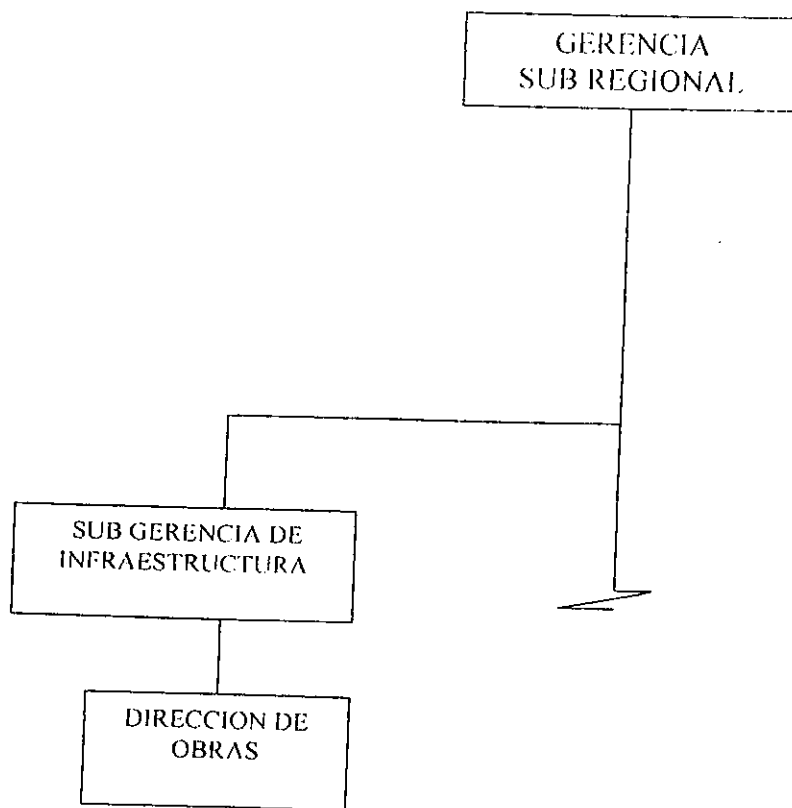 GERENCIA
SUB REGIONAL
SUB GERENCIA DE
INFRAESTRUCTURA
DIRECCION DE
OBRAS